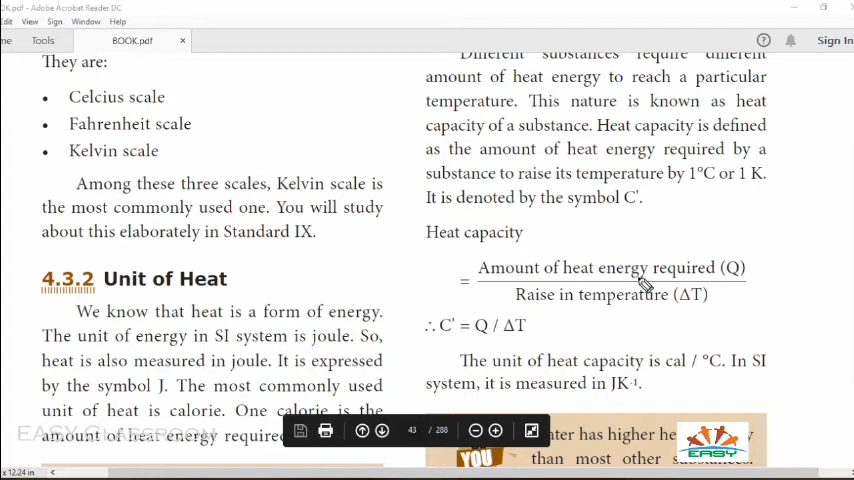 OK.pdf - Adobe Acrobat Reader DC
Edit View Sign Window Help
me Tools BOOK.pdf × ? Sign In
They are:
• Celcius scale
• Fahrenheit scale
• Kelvin scale
Among these three scales, Kelvin scale is
the most commonly used one. You will study
about this elaborately in Standard IX.
4.3.2 Unit of Heat
We know that heat is a form of energy.
The unit of energy in SI system is joule. So,
heat is also measured in joule. It is expressed
by the symbol J. The most commonly used
unit of heat is calorie. One calorie is the
amount of heat energy required
EASY Classroom
x 12.24 in
Different substances require different
amount of heat energy to reach a particular
temperature. This nature is known as heat
capacity of a substance. Heat capacity is defined
as the amount of heat energy required by a
substance to raise its temperature by 1°C or 1 K.
It is denoted by the symbol C'.
Heat capacity
= Amount of heat energy required (Q)
Raise in temperature (ΔT)
∴ C' = Q / ΔT
The unit of heat capacity is cal / °C. In SI
system, it is measured in JK-1.
43 / 288
YOU
ater has higher he
than most other substances.
EASY